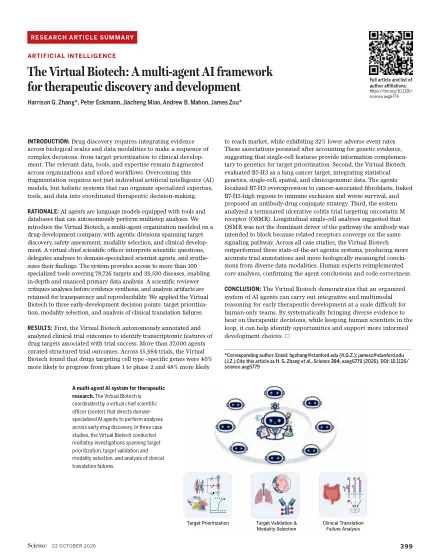 RESEARCH ARTICLE SUMMARY
ARTIFICIAL INTELLIGENCE
The Virtual Biotech: A multi-agent AI framework
for therapeutic discovery and development
Harrison G. Zhang*, Peter Eckmann, Jiacheng Miao, Andrew B. Mahon, James Zou*
Full article and list of
author affiliations:
https://doi.org/10.1126/
science.aeg6779
INTRODUCTION: Drug discovery requires integrating evidence
across biological scales and data modalities to make a sequence of
complex decisions, from target prioritization to clinical develop-
ment. The relevant data, tools, and expertise remain fragmented
across organizations and siloed workflows. Overcoming this
fragmentation requires not just individual artificial intelligence (AI)
models, but holistic systems that can organize specialized expertise,
tools, and data into coordinated therapeutic decision-making.
RATIONALE: AI agents are language models equipped with tools and
databases that can autonomously perform multistep analyses. We
introduce the Virtual Biotech, a multi-agent organization modeled on a
drug-development company, with agentic divisions spanning target
discovery, safety assessment, modality selection, and clinical develop-
ment. A virtual chief scientific officer interprets scientific questions,
delegates analyses to domain-specialized scientist agents, and synthe-
sizes their findings. The system provides access to more than 100
specialized tools covering 78,726 targets and 39,530 diseases, enabling
in-depth and nuanced primary data analysis. A scientific reviewer
critiques analyses before evidence synthesis, and analysis artifacts are
retained for transparency and reproducibility. We applied the Virtual
Biotech to three early-development decision points: target prioritiza-
tion, modality selection, and analysis of clinical translation failures.
RESULTS: First, the Virtual Biotech autonomously annotated and
analyzed clinical trial outcomes to identify transcriptomic features of
drug targets associated with trial success. More than 37,000 agents
curated structured trial outcomes. Across 55,984 trials, the Virtual
Biotech found that drugs targeting cell type–specific genes were 40%
more likely to progress from phase 1 to phase 2 and 48% more likely
to reach market, while exhibiting 32% lower adverse event rates.
These associations persisted after accounting for genetic evidence,
suggesting that single-cell features provide information complemen-
tary to genetics for target prioritization. Second, the Virtual Biotech
evaluated B7-H3 as a lung cancer target, integrating statistical
genetics, single-cell, spatial, and clinicogenomic data. The agents
localized B7-H3 overexpression to cancer-associated fibroblasts, linked
B7-H3–high regions to immune exclusion and worse survival, and
proposed an antibody-drug conjugate strategy. Third, the system
analyzed a terminated ulcerative colitis trial targeting oncostatin M
receptor (OSMR). Longitudinal single-cell analyses suggested that
OSMR was not the dominant driver of the pathway the antibody was
intended to block because related receptors converge on the same
signaling pathway. Across all case studies, the Virtual Biotech
outperformed three state-of-the-art agentic systems, producing more
accurate trial annotations and more biologically meaningful conclu-
sions from diverse data modalities. Human experts reimplemented
core analyses, confirming the agent conclusions and code correctness.
CONCLUSION: The Virtual Biotech demonstrates that an organized
system of AI agents can carry out integrative and multimodal
reasoning for early therapeutic development at a scale difficult for
human-only teams. By systematically bringing diverse evidence to
bear on therapeutic decisions, while keeping human scientists in the
loop, it can help identify opportunities and support more informed
development choices. □
*Corresponding author. Email: hgzhang@stanford.edu (H.G.Z.); jamesz@stanford.edu
(J.Z.) Cite this article as H. G. Zhang et al., Science 394, eaeg6779 (2026). DOI: 10.1126/
science.aeg6779
A multi-agent AI system for therapeutic
research. The Virtual Biotech is
coordinated by a virtual chief scientific
officer (center) that directs domain-
specialized AI agents to perform analyses
across early drug discovery. In three case
studies, the Virtual Biotech conducted
multistep investigations spanning target
prioritization, target validation and
modality selection, and analysis of clinical
translation failures.
Target Prioritization
Target Validation &
Modality Selection
Clinical Translation
Failure Analysis
Science 22 OCTOBER 2026
399